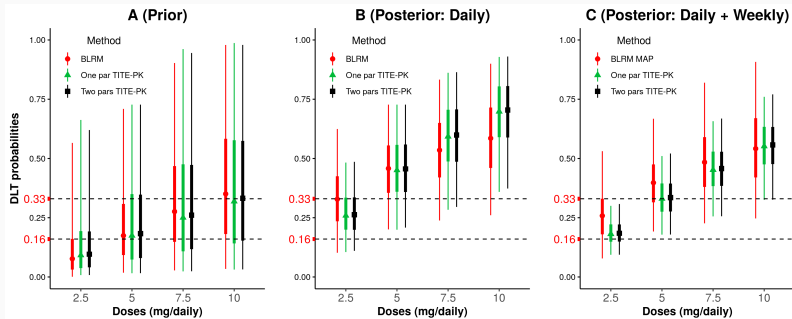 A (Prior)
DLT probabilities
1.00
0.75
0.50
0.33
0.25
0.16
0.00
Method
BLRM
One par TITE-PK
Two pars TITE-PK
2.5 5 7.5 10
Doses (mg/daily)
B (Posterior: Daily)
1.00
0.75
0.50
0.33
0.25
0.16
0.00
Method
BLRM
One par TITE-PK
Two pars TITE-PK
2.5 5 7.5 10
Doses (mg/daily)
C (Posterior: Daily + Weekly)
1.00
0.75
0.50
0.33
0.25
0.16
0.00
Method
BLRM MAP
One par TITE-PK
Two pars TITE-PK
2.5 5 7.5 10
Doses (mg/daily)